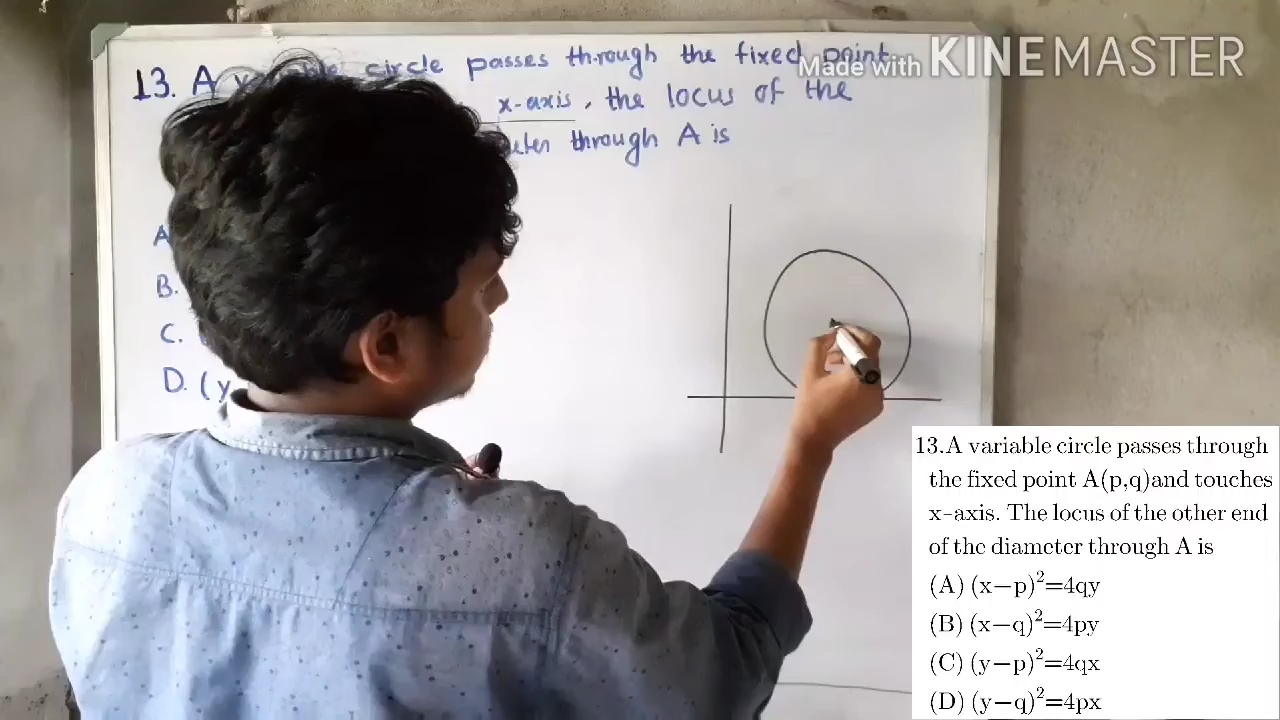 13. A variable circle passes through the fixed point
Made with KINEMASTER
x-axis, the locus of the
through A is
A
B.
C.
D. (y
13.A variable circle passes through
the fixed point A(p,q)and touches
x-axis. The locus of the other end
of the diameter through A is
(A) (x−p)²=4qy
(B) (x−q)²=4py
(C) (y−p)²=4qx
(D) (y−q)²=4px